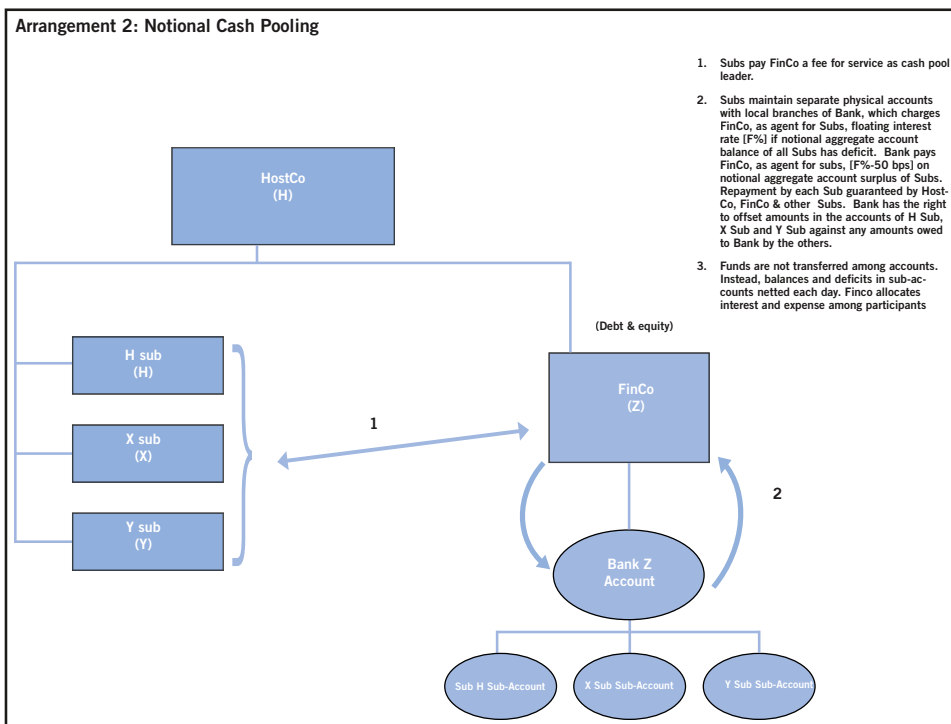 Arrangement 2: Notional Cash Pooling
1. Subs pay FinCo a fee for service as cash pool
leader.
2. Subs maintain separate physical accounts
with local branches of Bank, which charges
FinCo, as agent for Subs, floating interest
rate [F%] if notional aggregate account
balance of all Subs has deficit. Bank pays
FinCo, as agent for subs, [F%-50 bps] on
notional aggregate account surplus of Subs.
Repayment by each Sub guaranteed by Host-
Co, FinCo & other Subs. Bank has the right
to offset amounts in the accounts of H Sub,
X Sub and Y Sub against any amounts owed
to Bank by the others.
3. Funds are not transferred among accounts.
Instead, balances and deficits in sub-ac-
counts netted each day. Finco allocates
interest and expense among participants
HostCo
(H)
(Debt & equity)
H sub
(H)
FinCo
(Z)
1
X sub
(X)
2
Y sub
(Y)
Bank Z
Account
Sub H Sub-Account
X Sub Sub-Account
Y Sub Sub-Account